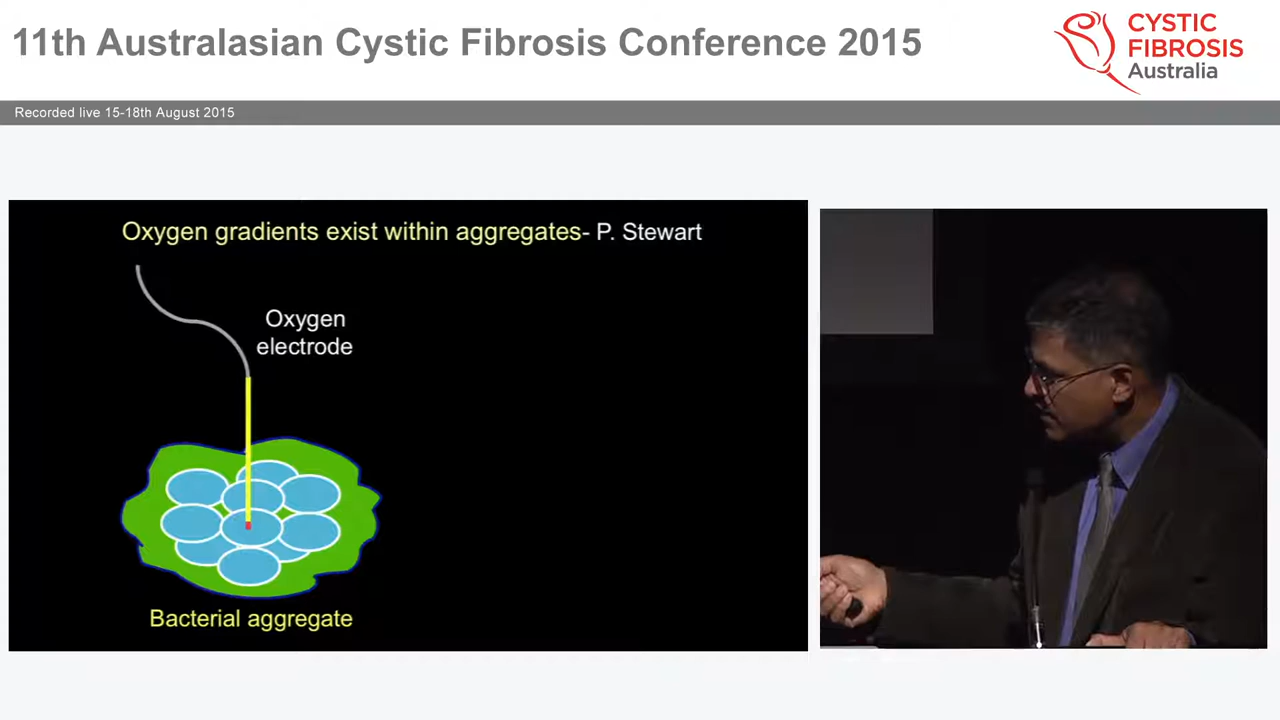 11th Australasian Cystic Fibrosis Conference 2015
CYSTIC
FIBROSIS
Australia
Recorded live 15-18th August 2015
Oxygen gradients exist within aggregates- P. Stewart
Oxygen
electrode
Bacterial aggregate